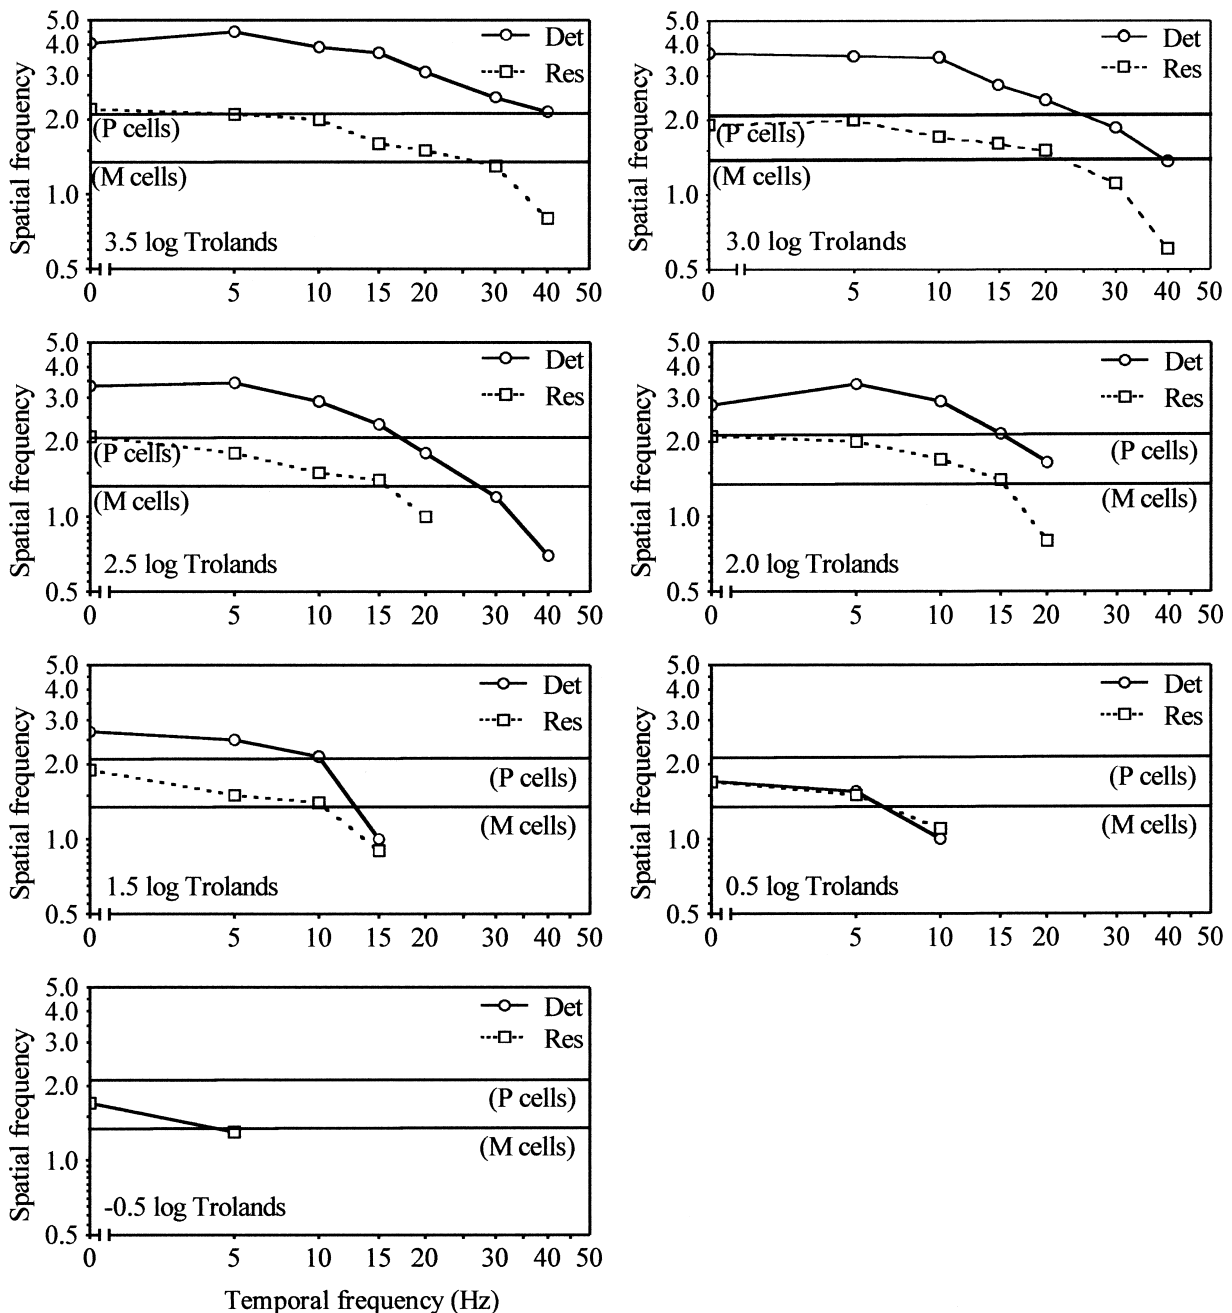 5.0
4.0
3.0
2.0
1.0
0.5
Spatial frequency
Det
Res
(P cells)
(M cells)
3.5 log Trolands
0 5 10 15 20 30 40 50
5.0
4.0
3.0
2.0
1.0
0.5
Spatial frequency
Det
Res
(P cells)
(M cells)
3.0 log Trolands
0 5 10 15 20 30 40 50
5.0
4.0
3.0
2.0
1.0
0.5
Spatial frequency
Det
Res
(P cells)
(M cells)
2.5 log Trolands
0 5 10 15 20 30 40 50
5.0
4.0
3.0
2.0
1.0
0.5
Spatial frequency
Det
Res
(P cells)
(M cells)
2.0 log Trolands
0 5 10 15 20 30 40 50
5.0
4.0
3.0
2.0
1.0
0.5
Spatial frequency
Det
Res
(P cells)
(M cells)
1.5 log Trolands
0 5 10 15 20 30 40 50
5.0
4.0
3.0
2.0
1.0
0.5
Spatial frequency
Det
Res
(P cells)
(M cells)
0.5 log Trolands
0 5 10 15 20 30 40 50
5.0
4.0
3.0
2.0
1.0
0.5
Spatial frequency
Det
Res
(P cells)
(M cells)
-0.5 log Trolands
0 5 10 15 20 30 40 50
Temporal frequency (Hz)